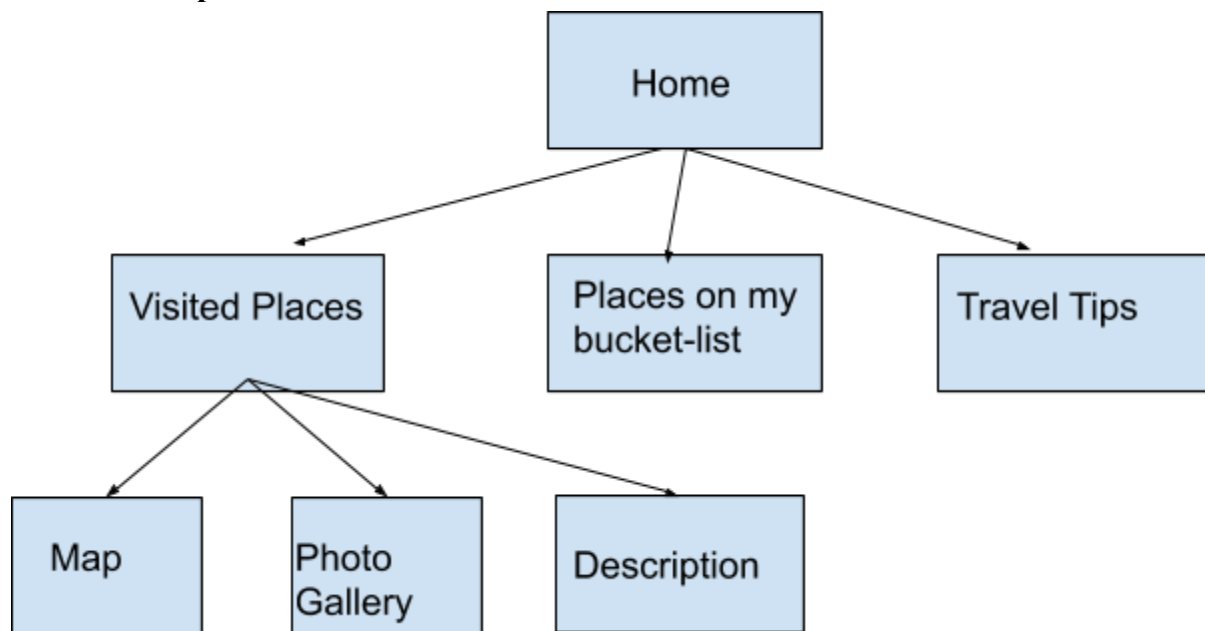 Home
Visited Places
Places on my
bucket-list
Travel Tips
Map
Photo
Gallery
Description